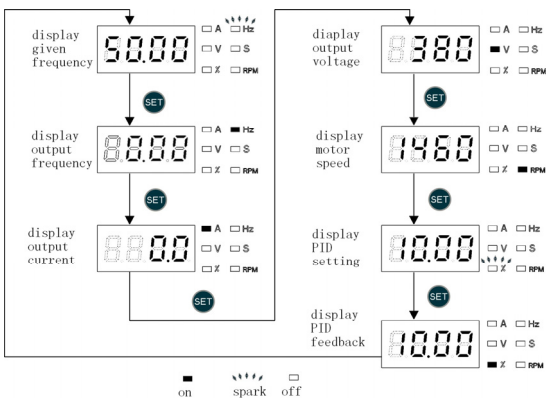 display
given
frequency
50.00
A Hz
V S
% RPM
SET
display
output
frequency
0.00
A Hz
V S
% RPM
SET
display
output
current
0.0
A Hz
V S
% RPM
SET
display
output
voltage
380
A Hz
V S
% RPM
SET
display
motor
speed
1460
A Hz
V S
% RPM
SET
display
PID
setting
10.00
A Hz
V S
% RPM
SET
display
PID
feedback
10.00
A Hz
V S
% RPM
on spark off